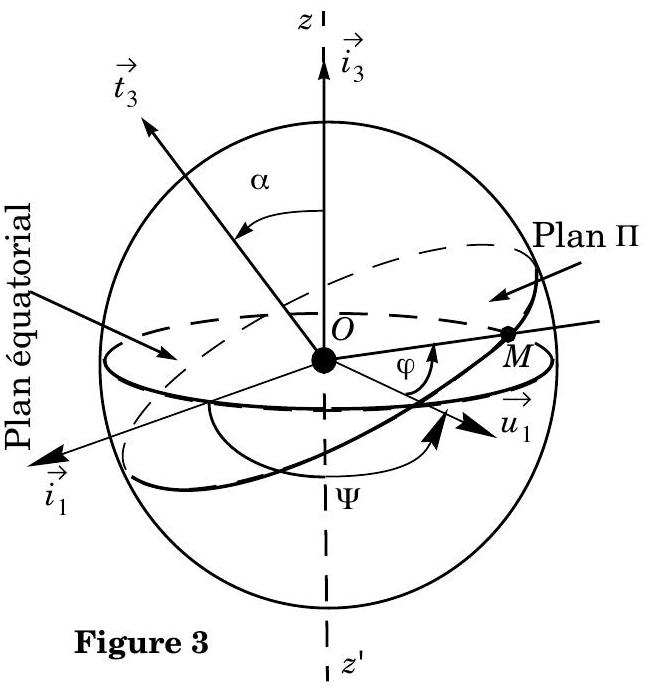 z
i₃
t₃
α
Plan Π
Plan équatorial
O
M
φ
u₁
i₁
Ψ
Figure 3
z'